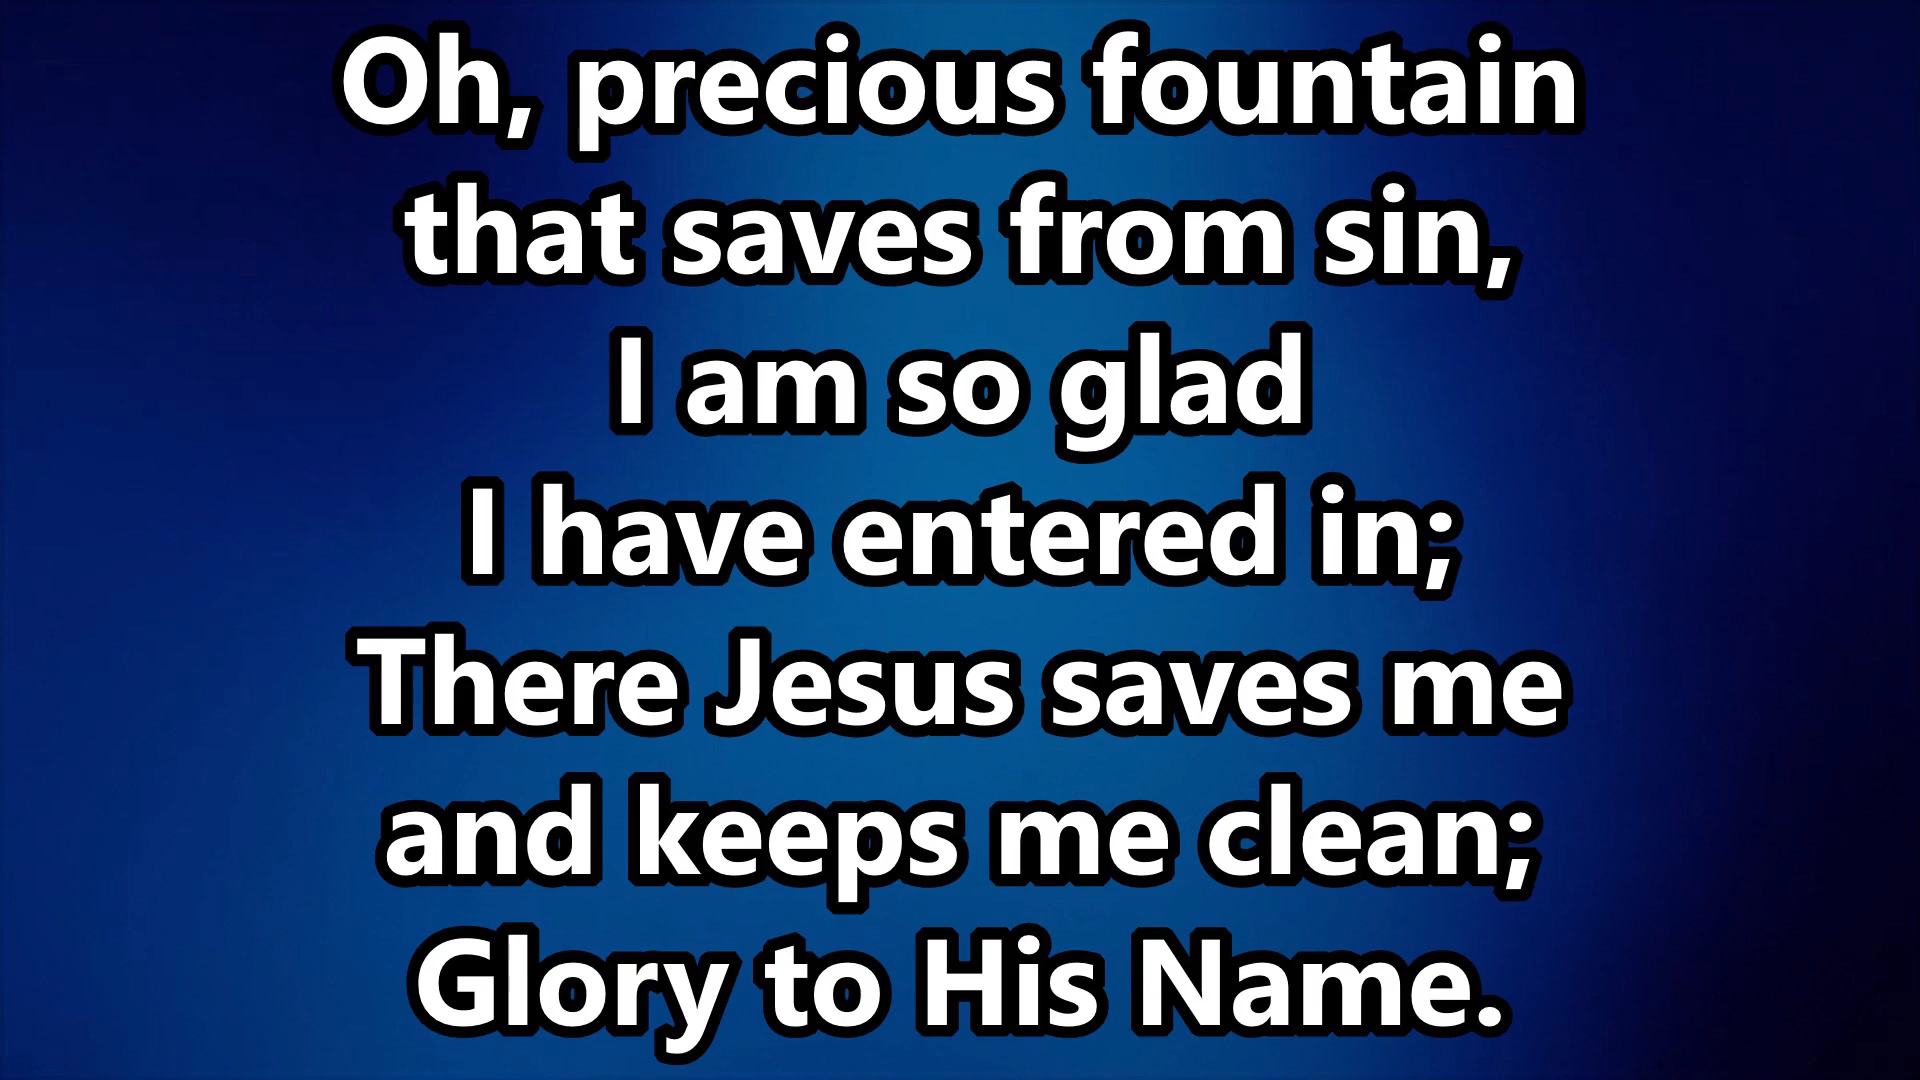 Oh, precious fountain
that saves from sin,
I am so glad
I have entered in;
There Jesus saves me
and keeps me clean;
Glory to His Name.